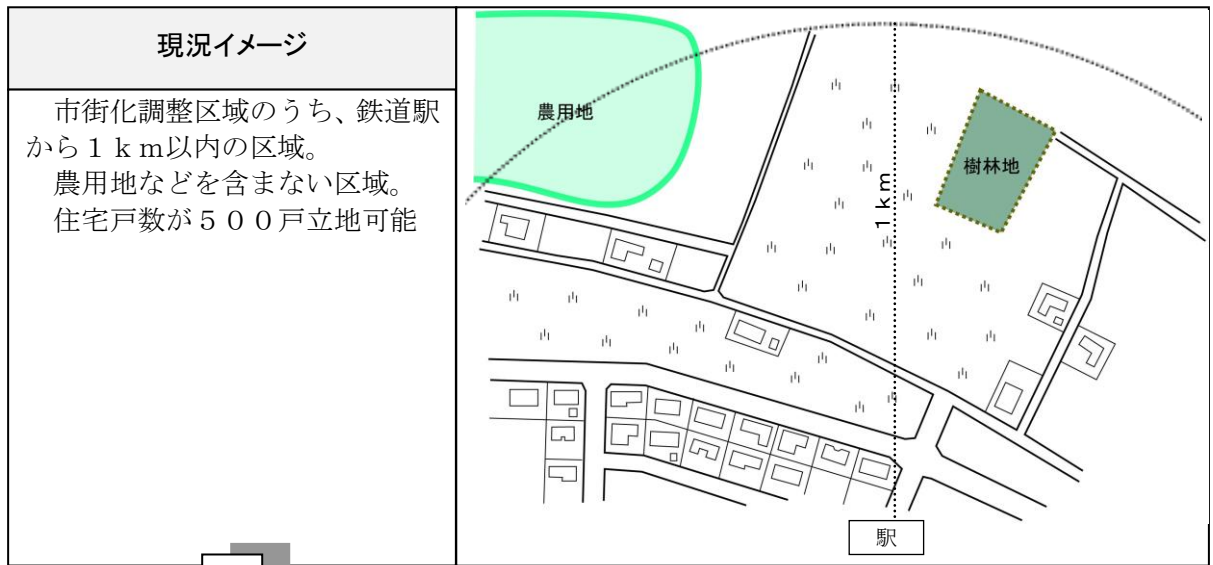 現況イメージ
市街化調整区域のうち、鉄道駅
から１ｋｍ以内の区域。
農用地などを含まない区域。
住宅戸数が５００戸立地可能
農用地
樹林地
１ｋｍ
駅